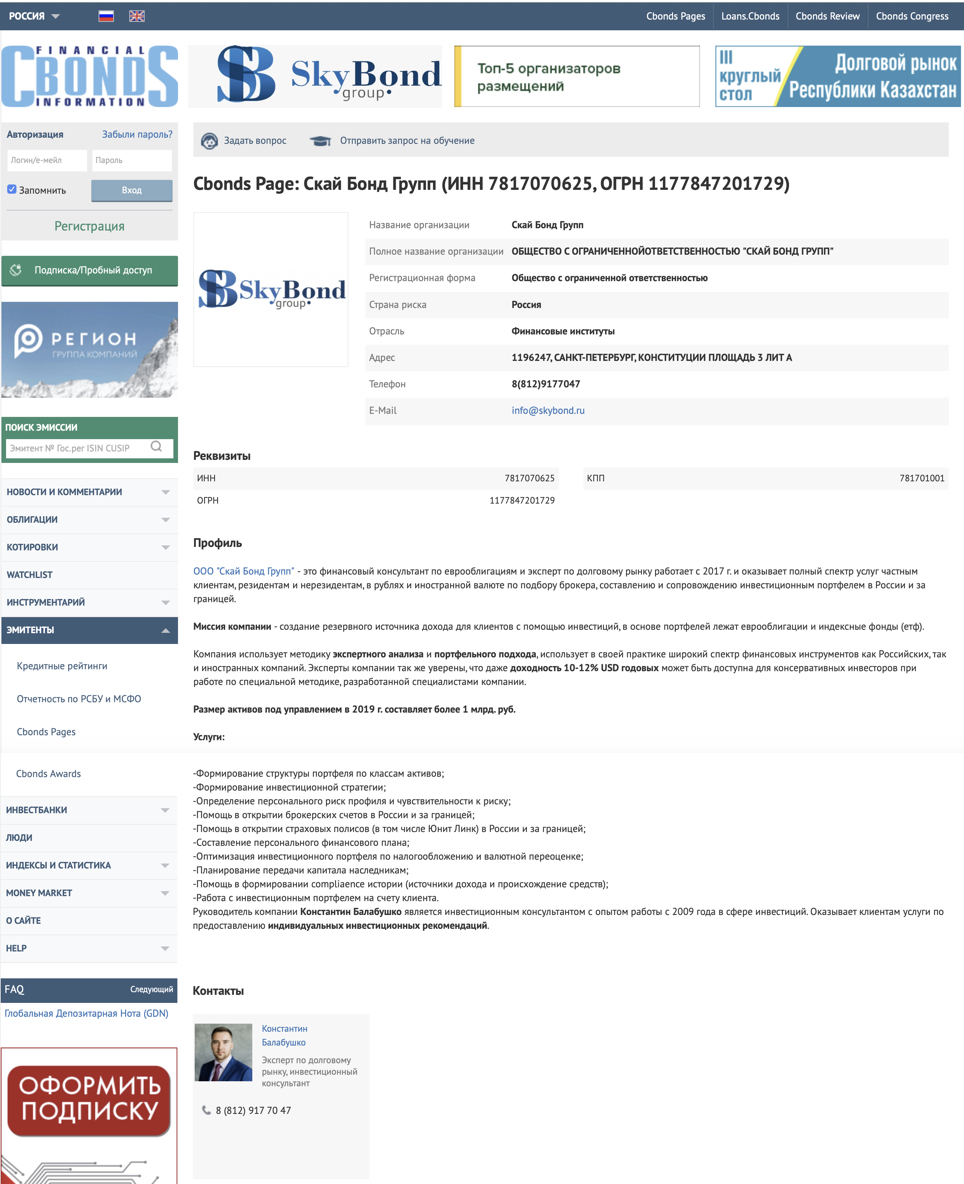 РОССИЯ
Cbonds Pages
Loans.Cbonds
Cbonds Review
Cbonds Congress
FINANCIAL
CBONDS
INFORMATION
SB SkyBond
group
Топ-5 организаторов
размещений
III
круглый
стол
Долговой рынок
Республики Казахстан
Авторизация
Забыли пароль?
Логин/е-мейл
Пароль
Запомнить
Вход
Регистрация
Подписка/Пробный доступ
РЕГИОН
ГРУППА КОМПАНИЙ
ПОИСК ЭМИССИИ
Эмитент № Гос.рег ISIN CUSIP
НОВОСТИ И КОММЕНТАРИИ
ОБЛИГАЦИИ
КОТИРОВКИ
WATCHLIST
ИНСТРУМЕНТАРИЙ
ЭМИТЕНТЫ
Кредитные рейтинги
Отчетность по РСБУ и МСФО
Cbonds Pages
Cbonds Awards
ИНВЕСТБАНКИ
ЛЮДИ
ИНДЕКСЫ И СТАТИСТИКА
MONEY MARKET
О САЙТЕ
HELP
FAQ
Следующий
Глобальная Депозитарная Нота (GDN)
ОФОРМИТЬ
ПОДПИСКУ
Задать вопрос
Отправить запрос на обучение
Cbonds Page: Скай Бонд Групп (ИНН 7817070625, ОГРН 1177847201729)
SB SkyBond
group
Название организации Скай Бонд Групп
Полное название организации ОБЩЕСТВО С ОГРАНИЧЕННОЙОТВЕТСТВЕННОСТЬЮ "СКАЙ БОНД ГРУПП"
Регистрационная форма Общество с ограниченной ответственностью
Страна риска Россия
Отрасль Финансовые институты
Адрес 1196247, САНКТ-ПЕТЕРБУРГ, КОНСТИТУЦИИ ПЛОЩАДЬ 3 ЛИТ А
Телефон 8(812)9177047
E-Mail info@skybond.ru
Реквизиты
ИНН 7817070625 КПП 781701001
ОГРН 1177847201729
Профиль
ООО "Скай Бонд Групп" - это финансовый консультант по еврооблигациям и эксперт по долговому рынку работает с 2017 г. и оказывает полный спектр услуг частным
клиентам, резидентам и нерезидентам, в рублях и иностранной валюте по подбору брокера, составлению и сопровождению инвестиционным портфелем в России и за
границей.
Миссия компании - создание резервного источника дохода для клиентов с помощью инвестиций, в основе портфелей лежат еврооблигации и индексные фонды (етф).
Компания использует методику экспертного анализа и портфельного подхода, использует в своей практике широкий спектр финансовых инструментов как Российских, так
и иностранных компаний. Эксперты компании так же уверены, что даже доходность 10-12% USD годовых может быть доступна для консервативных инвесторов при
работе по специальной методике, разработанной специалистами компании.
Размер активов под управлением в 2019 г. составляет более 1 млрд. руб.
Услуги:
-Формирование структуры портфеля по классам активов;
-Формирование инвестиционной стратегии;
-Определение персонального риск профиля и чувствительности к риску;
-Помощь в открытии брокерских счетов в России и за границей;
-Помощь в открытии страховых полисов (в том числе Юнит Линк) в России и за границей;
-Составление персонального финансового плана;
-Оптимизация инвестиционного портфеля по налогообложению и валютной переоценке;
-Планирование передачи капитала наследникам;
-Помощь в формировании compliaence истории (источники дохода и происхождение средств);
-Работа с инвестиционным портфелем на счету клиента.
Руководитель компании Константин Балабушко является инвестиционным консультантом с опытом работы с 2009 года в сфере инвестиций. Оказывает клиентам услуги по
предоставлению индивидуальных инвестиционных рекомендаций.
Контакты
Константин
Балабушко
Эксперт по долговому
рынку, инвестиционный
консультант
8 (812) 917 70 47